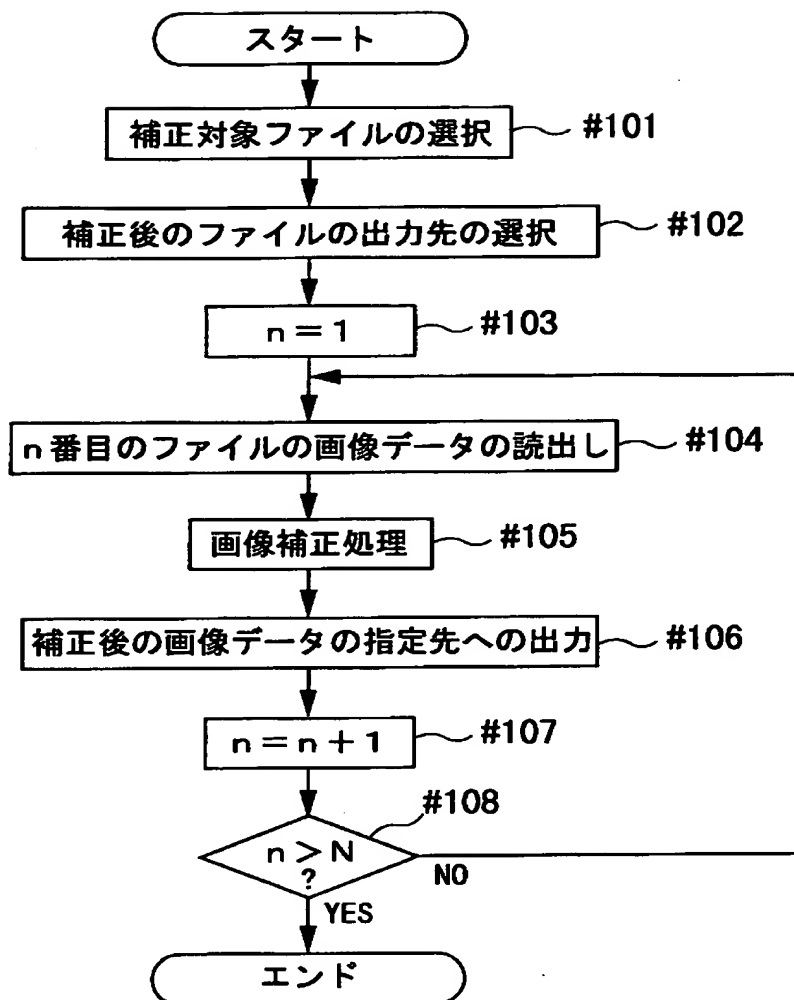 スタート
補正対象ファイルの選択 #101
補正後のファイルの出力先の選択 #102
n=1 #103
n番目のファイルの画像データの読出し #104
画像補正処理 #105
補正後の画像データの指定先への出力 #106
n=n+1 #107
#108
n>N
?
NO
YES
エンド